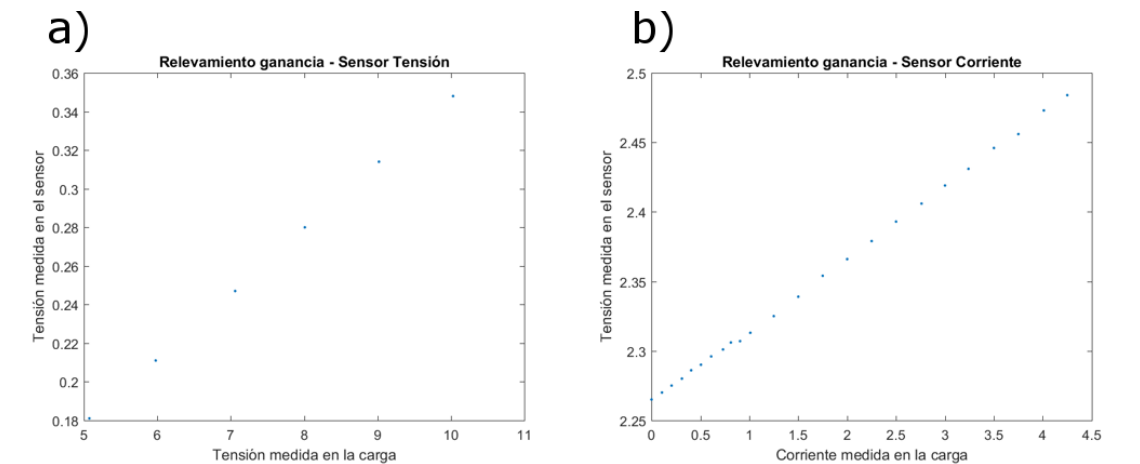 a)
Relevamiento ganancia - Sensor Tensión
0.36
0.34
0.32
0.3
0.28
0.26
0.24
0.22
0.2
0.18
Tensión medida en el sensor
5 6 7 8 9 10 11
Tensión medida en la carga
b)
Relevamiento ganancia - Sensor Corriente
2.5
2.45
2.4
2.35
2.3
2.25
Tensión medida en el sensor
0 0.5 1 1.5 2 2.5 3 3.5 4 4.5
Corriente medida en la carga